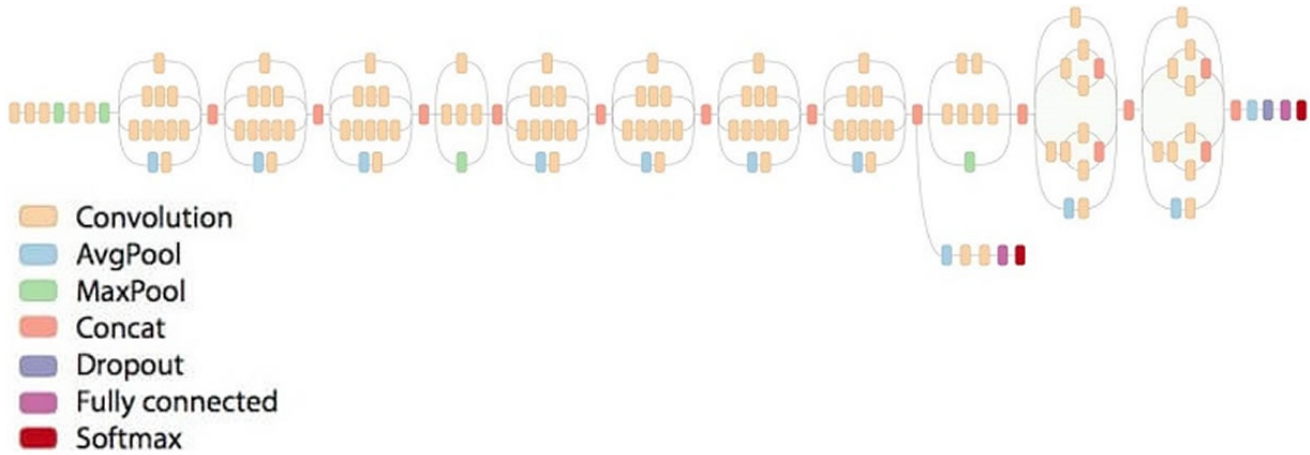 Convolution
AvgPool
MaxPool
Concat
Dropout
Fully connected
Softmax